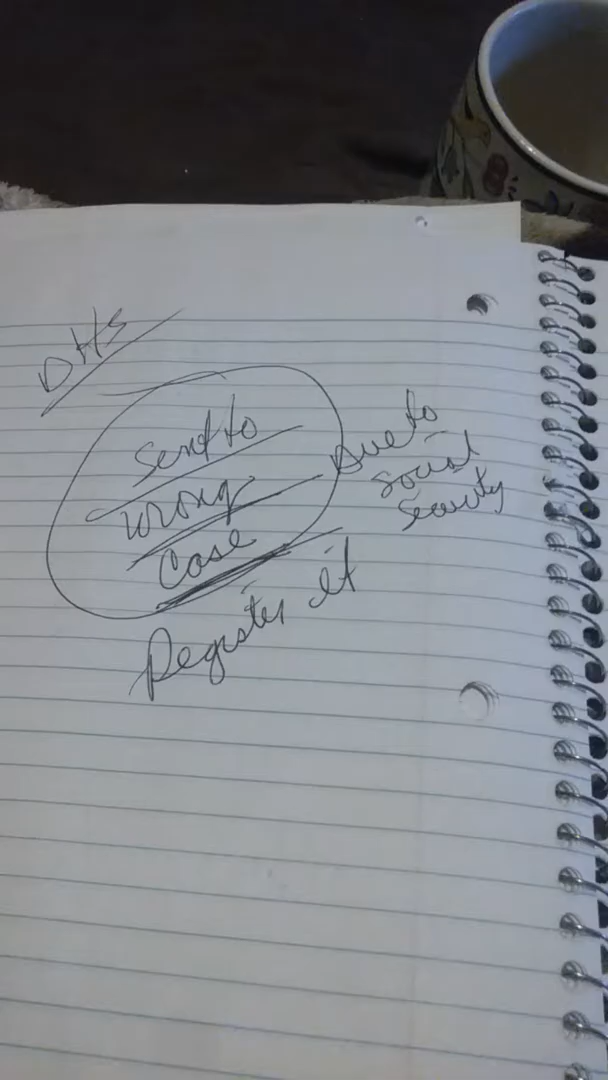 DHS
Send to
wrong
Case
Due to
Social
Security
Register it